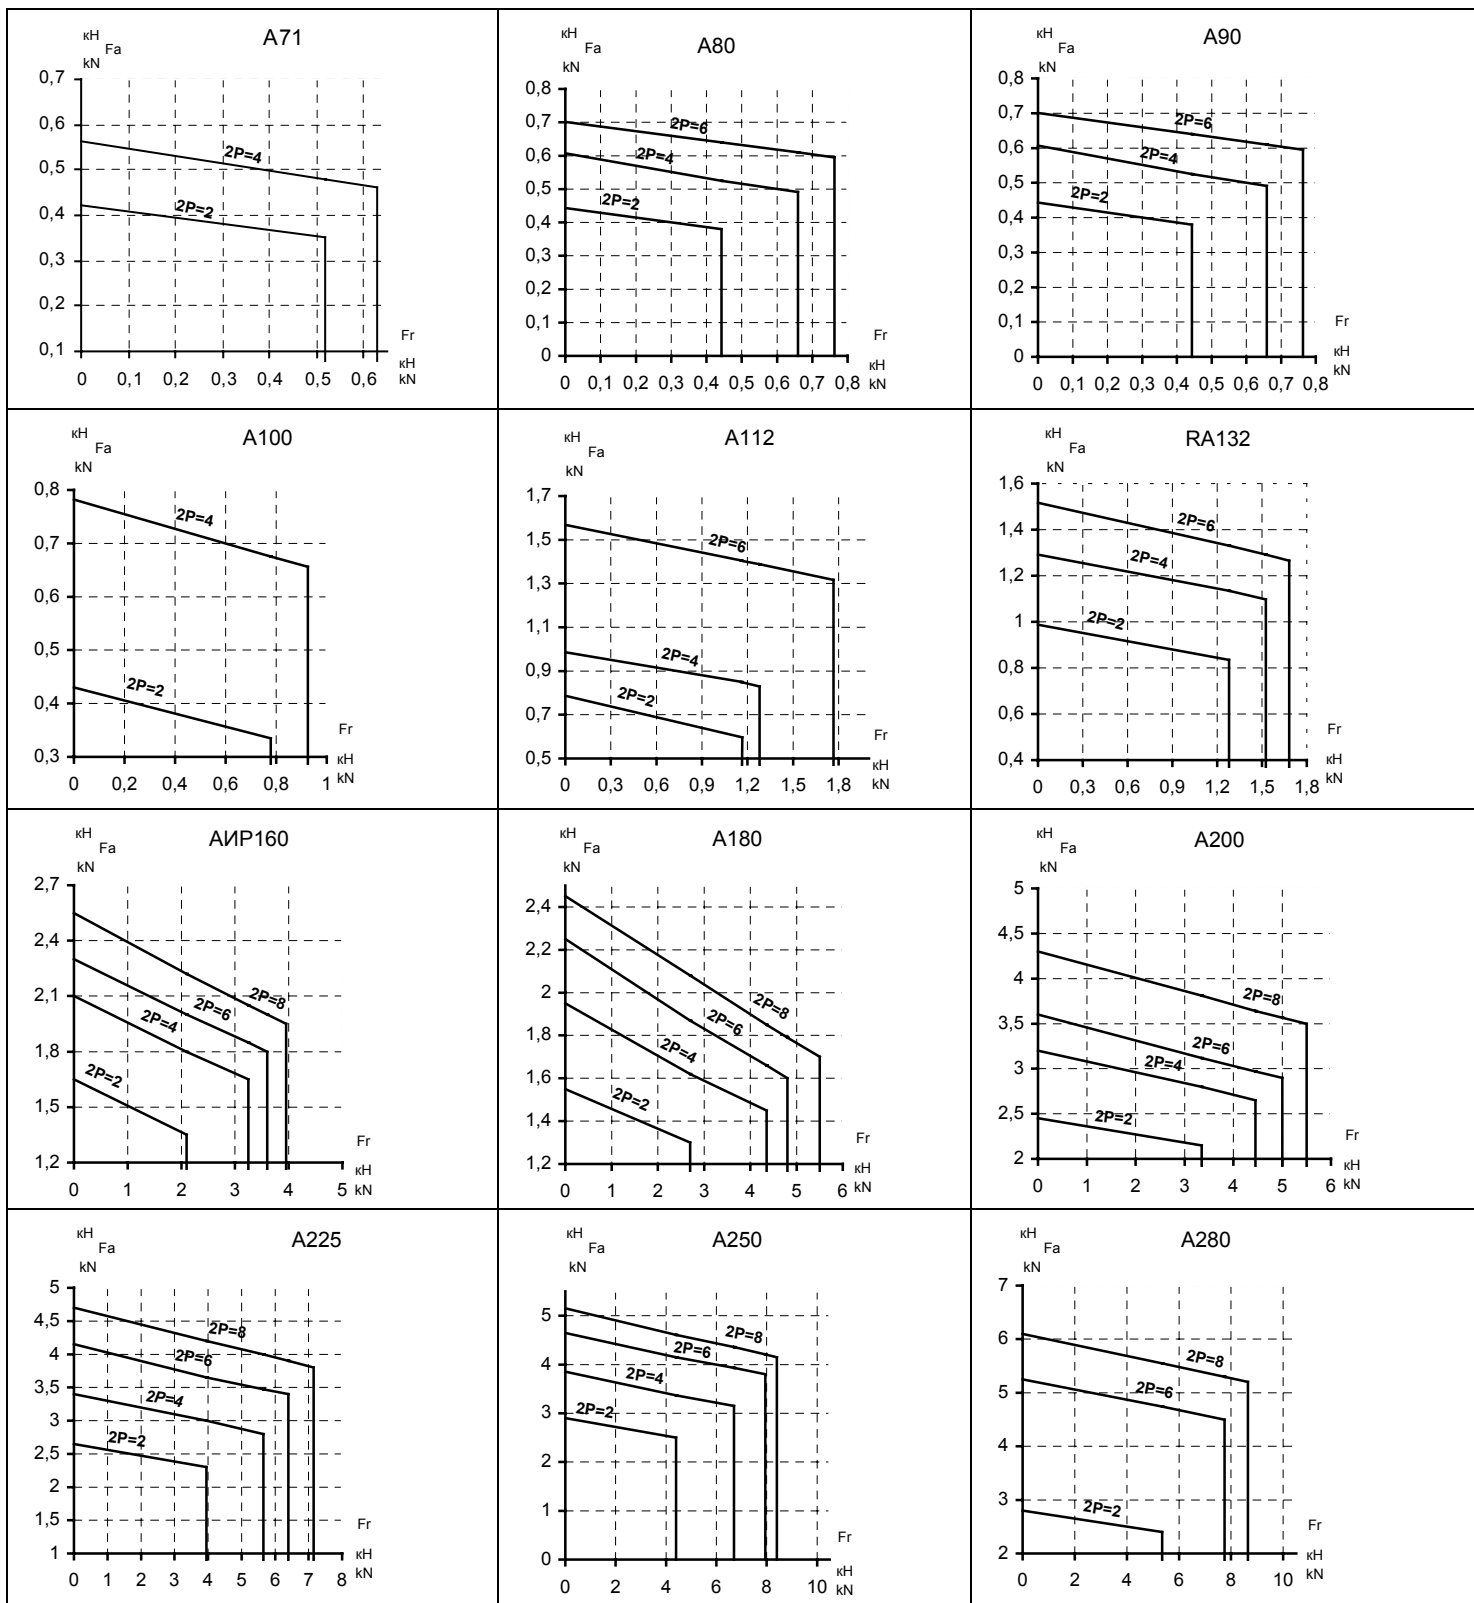 A71
кН
Fa
kN
0,7
0,6
0,5
0,4
0,3
0,2
0,1
2P=4
2P=2
Fr
кН
kN
0 0,1 0,2 0,3 0,4 0,5 0,6
A80
кН
Fa
kN
0,8
0,7
0,6
0,5
0,4
0,3
0,2
0,1
0
2P=6
2P=4
2P=2
Fr
кН
kN
0 0,1 0,2 0,3 0,4 0,5 0,6 0,7 0,8
A90
кН
Fa
kN
0,8
0,7
0,6
0,5
0,4
0,3
0,2
0,1
0
2P=6
2P=4
2P=2
Fr
кН
kN
0 0,1 0,2 0,3 0,4 0,5 0,6 0,7 0,8
A100
кН
Fa
kN
0,8
0,7
0,6
0,5
0,4
0,3
2P=4
2P=2
Fr
кН
kN
0 0,2 0,4 0,6 0,8 1
A112
кН
Fa
kN
1,7
1,5
1,3
1,1
0,9
0,7
0,5
2P=6
2P=4
2P=2
Fr
кН
kN
0 0,3 0,6 0,9 1,2 1,5 1,8
RA132
кН
Fa
kN
1,6
1,4
1,2
1
0,8
0,6
0,4
2P=6
2P=4
2P=2
Fr
кН
kN
0 0,3 0,6 0,9 1,2 1,5 1,8
АИР160
кН
Fa
kN
2,7
2,4
2,1
1,8
1,5
1,2
2P=8
2P=6
2P=4
2P=2
Fr
кН
kN
0 1 2 3 4 5
A180
кН
Fa
kN
2,4
2,2
2
1,8
1,6
1,4
1,2
2P=8
2P=6
2P=4
2P=2
Fr
кН
kN
0 1 2 3 4 5 6
A200
кН
Fa
kN
5
4,5
4
3,5
3
2,5
2
2P=8
2P=6
2P=4
2P=2
Fr
кН
kN
0 1 2 3 4 5 6
A225
кН
Fa
kN
5
4,5
4
3,5
3
2,5
2
1,5
1
2P=8
2P=6
2P=4
2P=2
Fr
кН
kN
0 1 2 3 4 5 6 7 8
A250
кН
Fa
kN
5
4
3
2
1
0
2P=8
2P=6
2P=4
2P=2
Fr
кН
kN
0 2 4 6 8 10
A280
кН
Fa
kN
7
6
5
4
3
2
2P=8
2P=6
2P=2
Fr
кН
kN
0 2 4 6 8 10